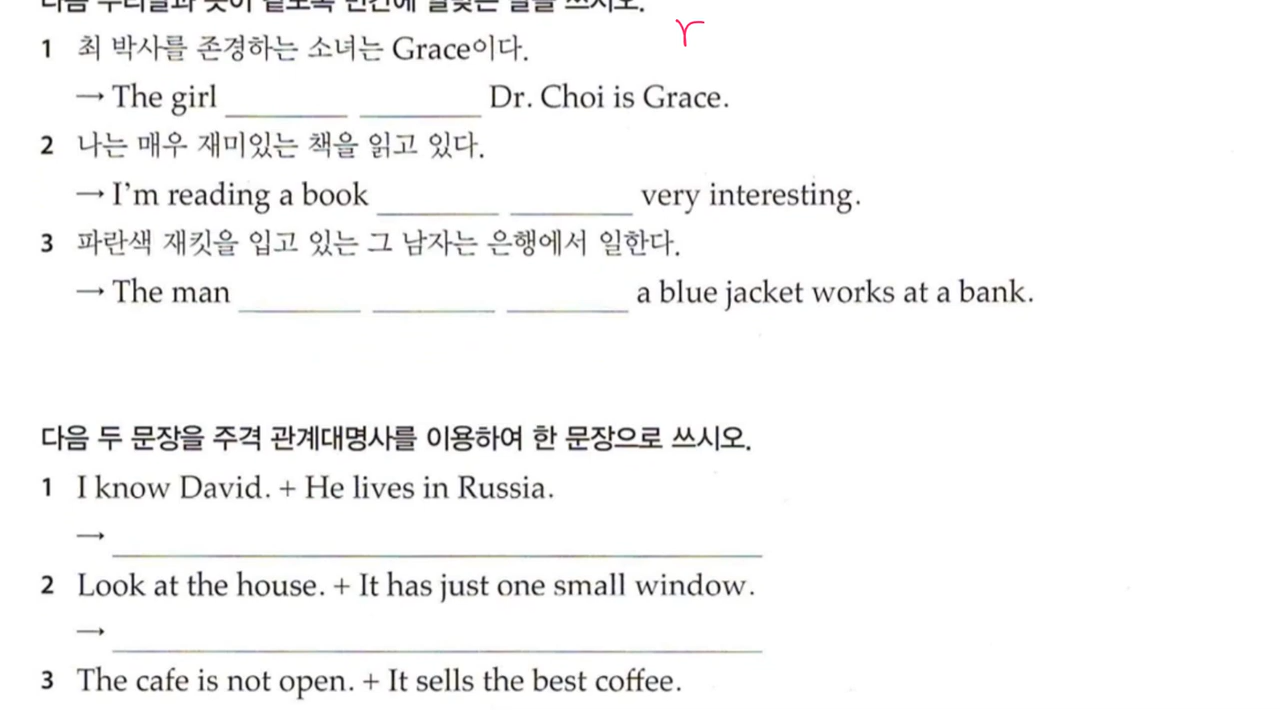 1 최 박사를 존경하는 소녀는 Grace이다.
→ The girl ________ ________ Dr. Choi is Grace.
2 나는 매우 재미있는 책을 읽고 있다.
→ I'm reading a book ________ ________ very interesting.
3 파란색 재킷을 입고 있는 그 남자는 은행에서 일한다.
→ The man ________ ________ ________ a blue jacket works at a bank.
다음 두 문장을 주격 관계대명사를 이용하여 한 문장으로 쓰시오.
1 I know David. + He lives in Russia.
→
2 Look at the house. + It has just one small window.
→
3 The cafe is not open. + It sells the best coffee.